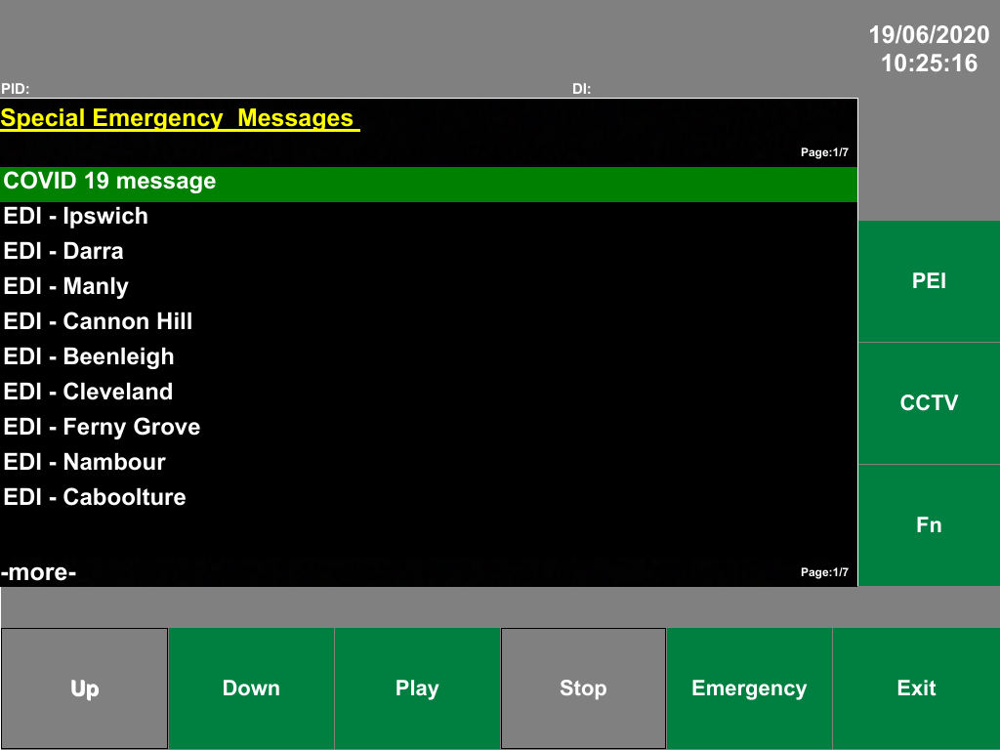 19/06/2020
10:25:16
PID: DI:
Special Emergency Messages
Page:1/7
COVID 19 message
EDI - Ipswich
EDI - Darra
EDI - Manly
EDI - Cannon Hill
EDI - Beenleigh
EDI - Cleveland
EDI - Ferny Grove
EDI - Nambour
EDI - Caboolture
-more- Page:1/7
PEI
CCTV
Fn
Up Down Play Stop Emergency Exit